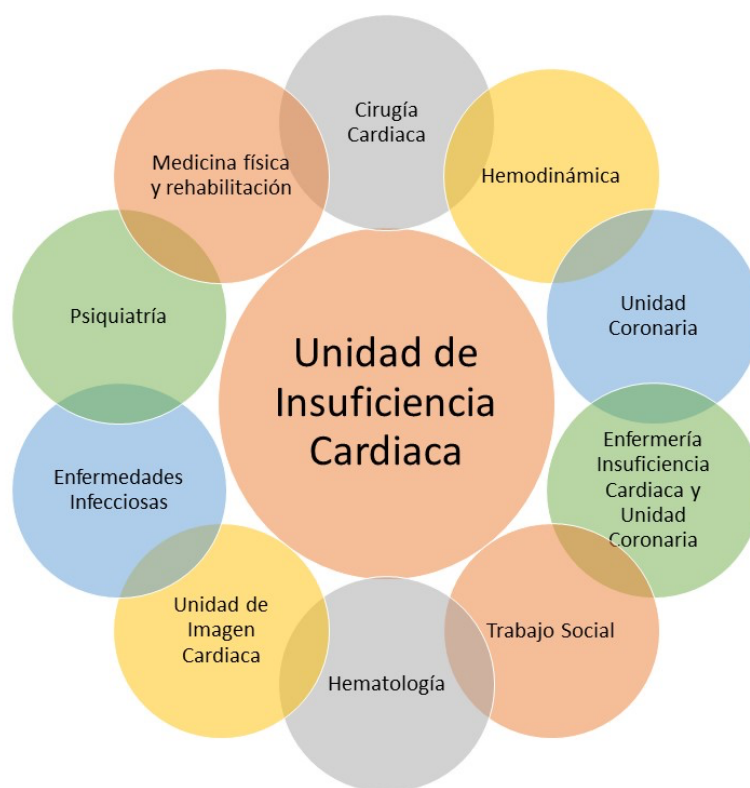 Cirugía
Cardiaca
Hemodinámica
Unidad
Coronaria
Enfermería
Insuficiencia
Cardiaca y
Unidad
Coronaria
Trabajo Social
Hematología
Unidad de
Imagen
Cardiaca
Enfermedades
Infecciosas
Psiquiatría
Medicina física
y rehabilitación
Unidad de
Insuficiencia
Cardiaca